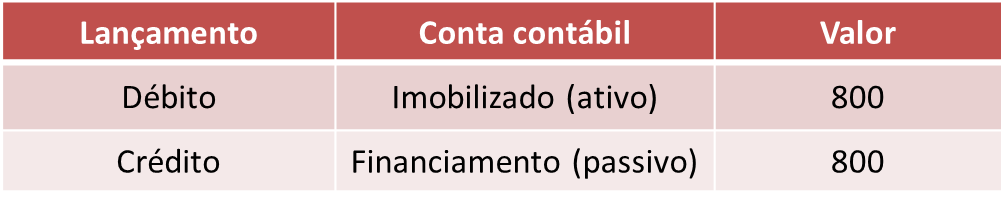 Lançamento Conta contábil Valor
Débito Imobilizado (ativo) 800
Crédito Financiamento (passivo) 800